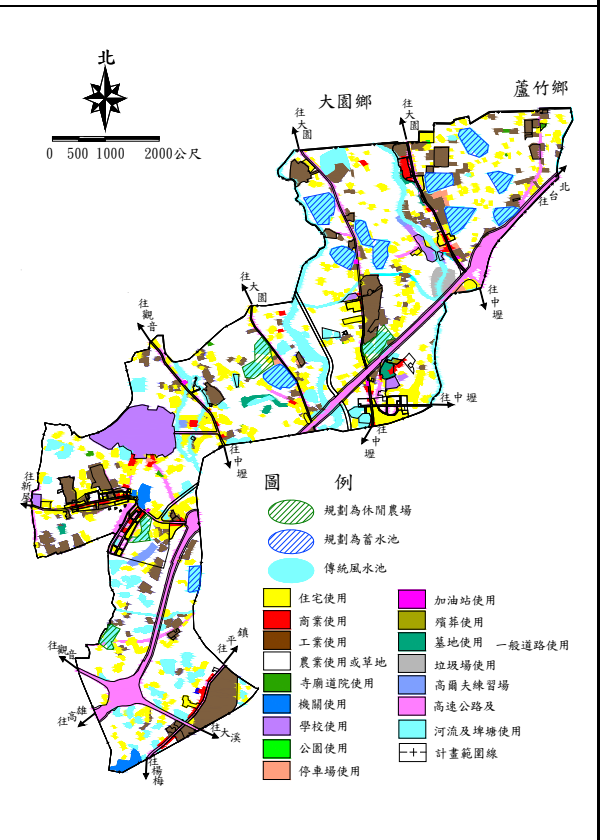 北
0 500 1000 2000公尺
大園鄉
蘆竹鄉
往大園
往大園
往台北
往中壢
往大園
往觀音
往中壢
往中壢
往中壢
往新屋
圖 例
規劃為休閒農場
規劃為蓄水池
傳統風水池
住宅使用
商業使用
工業使用
農業使用或草地
寺廟道院使用
機關使用
學校使用
公園使用
停車場使用
加油站使用
殯葬使用
墓地使用
一般道路使用
垃圾場使用
高爾夫練習場
高速公路及
河流及埤塘使用
計畫範圍線
往觀音
往平鎮
往高雄
往大溪
往楊梅